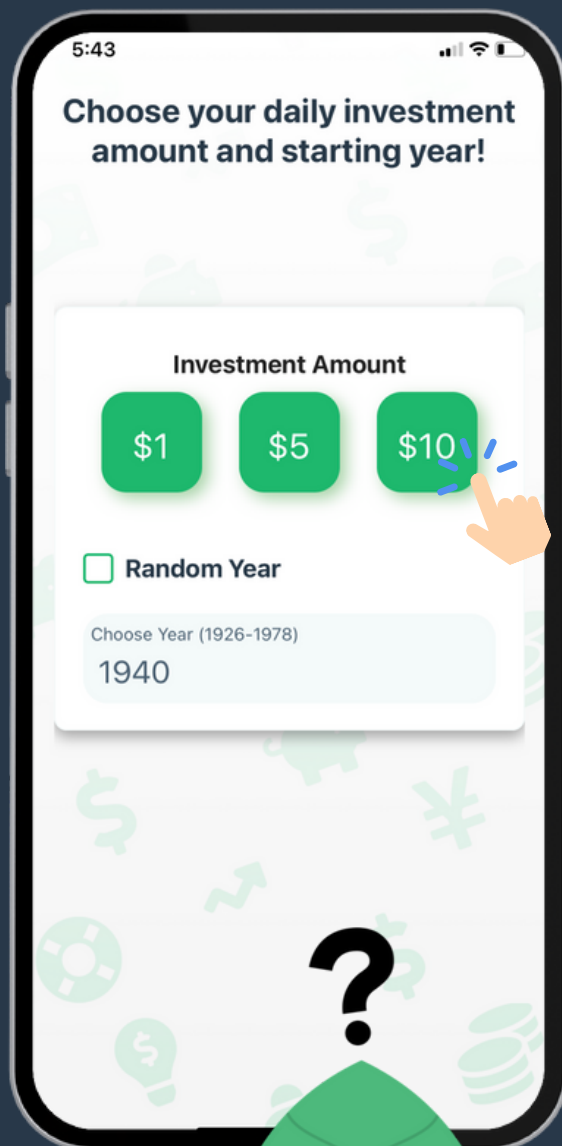 5:43
Choose your daily investment
amount and starting year!
Investment Amount
$1 $5 $10
Random Year
Choose Year (1926-1978)
1940
?